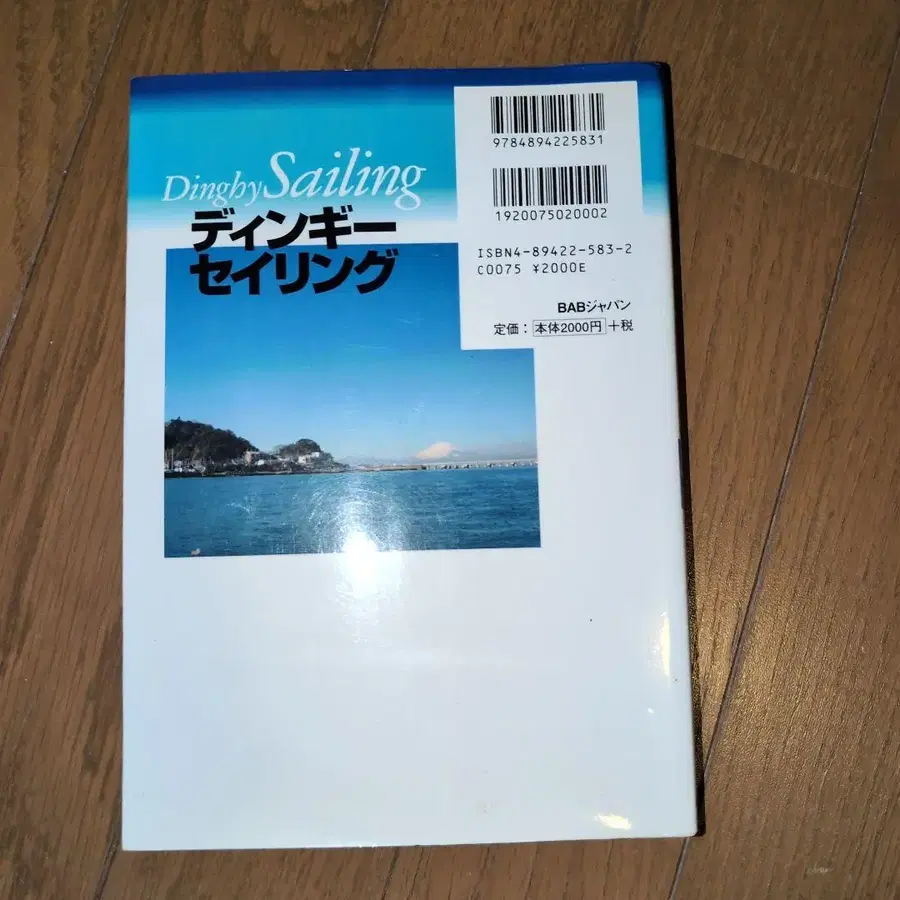 9784894225831
1920075020002
ISBN4-89422-583-2
C0075 ¥2000E
BABジャパン
定価：本体2000円+税
Dinghy Sailing
ディンギー
セイリング